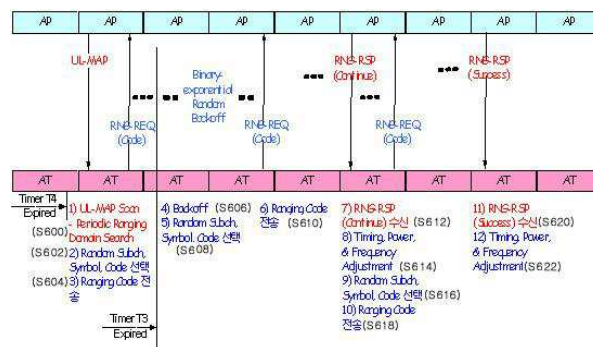 AP AP AP AP AP AP AP AP
UL-MAP
RNG-RSP
(Continue)
RNG-RSP
(Success)
Binary-
exponential
Random
Backoff
RNG-REQ
(Code)
RNG-REQ
(Code)
RNG-REQ
(Code)
AT AT AT AT AT AT AT AT
Timer T4
Expired
1) UL-MAP Scan
- Periodic Ranging
Domain Search
(S600)
(S602) 2) Random Subch,
Symbol, Code 선택
(S604) 3) Ranging Code 전
송
4) Backoff (S606)
5) Random Subch,
Symbol, Code 선택
(S608)
6) Ranging Code
전송 (S610)
7) RNG-RSP
(Continue) 수신 (S612)
8) Timing, Power,
& Frequency
Adjustment (S614)
9) Random Subch,
Symbol, Code 선택 (S616)
10) Ranging Code
전송 (S618)
11) RNG-RSP
(Success) 수신 (S620)
12) Timing, Power,
& Frequency
Adjustment (S622)
Timer T3
Expired